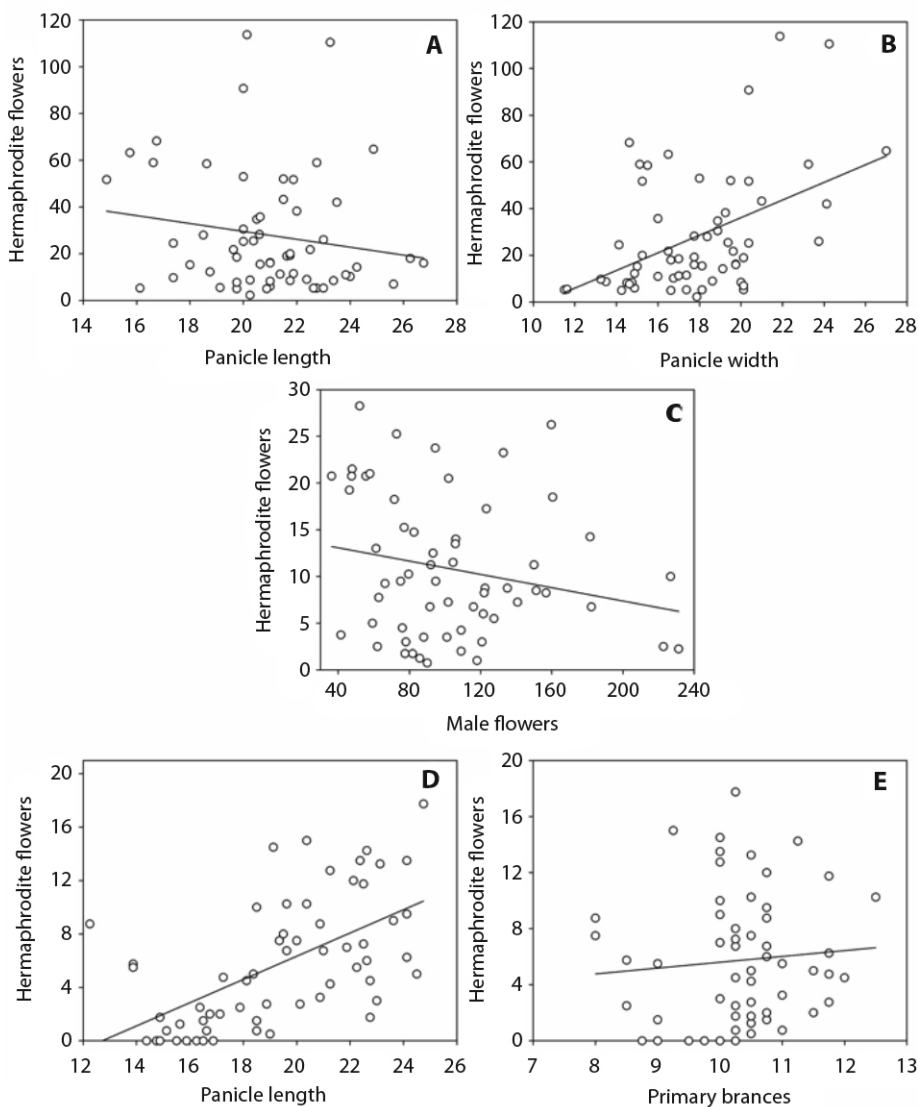 A
Hermaphrodite flowers
120
100
80
60
40
20
0
14 16 18 20 22 24 26 28
Panicle length
B
Hermaphrodite flowers
120
100
80
60
40
20
0
10 12 14 16 18 20 22 24 26 28
Panicle width
C
Hermaphrodite flowers
30
25
20
15
10
5
0
40 80 120 160 200 240
Male flowers
D
Hermaphrodite flowers
20
16
12
8
4
0
12 14 16 18 20 22 24 26
Panicle length
E
Hermaphrodite flowers
20
16
12
8
4
0
7 8 9 10 11 12 13
Primary brances